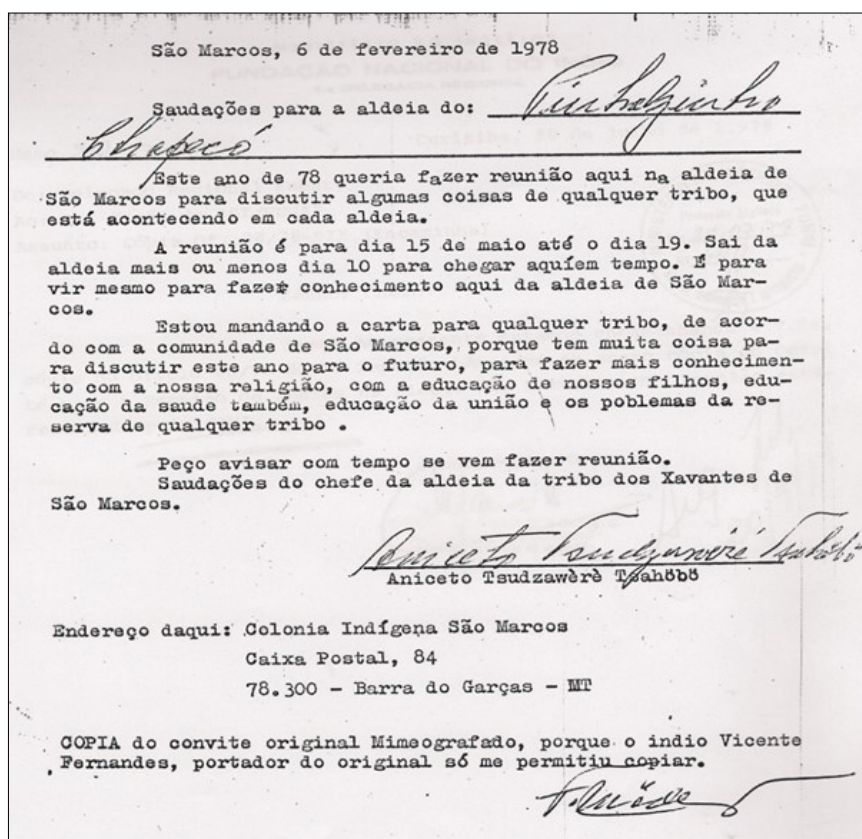 São Marcos, 6 de fevereiro de 1978
FUNDAÇÃO NACIONAL DO
Saudações para a aldeia do: Pinhalzinho
Chapecó
Este ano de 78 queria fazer reunião aqui na aldeia de
São Marcos para discutir algumas coisas de qualquer tribo, que
está acontecendo em cada aldeia.
A reunião é para dia 15 de maio até o dia 19. Sai da
aldeia mais ou menos dia 10 para chegar aquíem tempo. É para
vir mesmo para fazer conhecimento aqui da aldeia de São Mar-
cos.
Estou mandando a carta para qualquer tribo, de acor-
do com a comunidade de São Marcos, porque tem muita coisa pa-
ra discutir este ano para o futuro, para fazer mais conhecimen-
to com a nossa religião, com a educação de nossos filhos, edu-
cação da saude também, educação da união e os poblemas da re-
serva de qualquer tribo .
Peço avisar com tempo se vem fazer reunião.
Saudações do chefe da aldeia da tribo dos Xavantes de
São Marcos.
Aniceto Tsudzawèrè Tsahöbö
Aniceto Tsudzawèrè Tsahöbö
Endereço daqui: Colonia Indígena São Marcos
Caixa Postal, 84
78.300 - Barra do Garças - MT
COPIA do convite original Mimeografado, porque o indio Vicente
Fernandes, portador do original só me permitiu copiar.